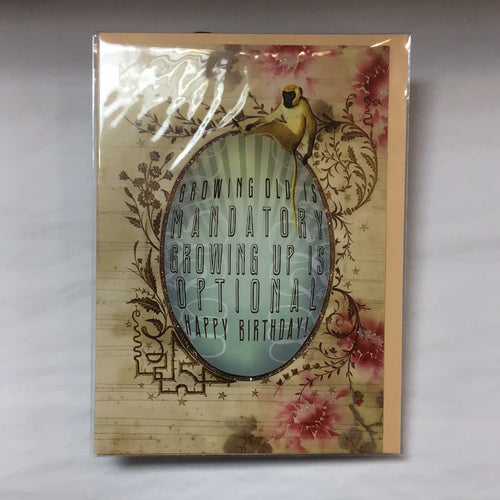 GROWING OLD IS
MANDATORY
GROWING UP IS
OPTIONAL
HAPPY BIRTHDAY!